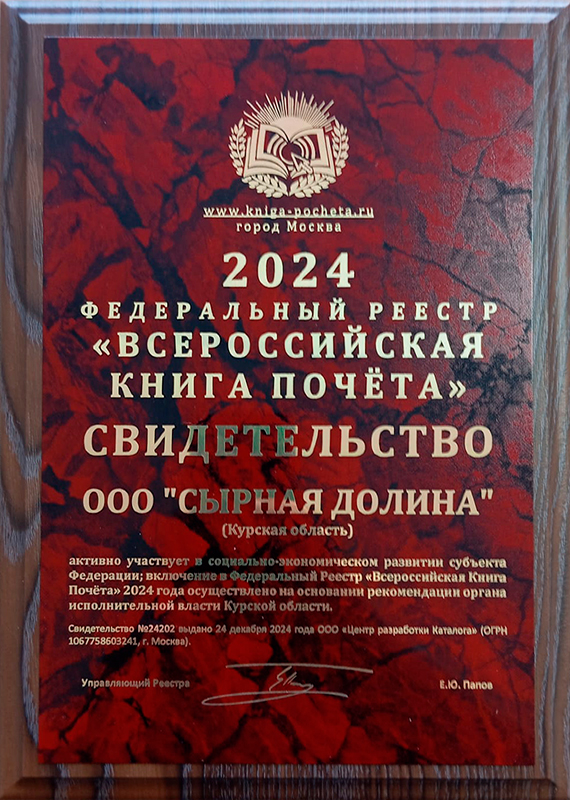 www.kniga-pocheta.ru
город Москва
2024
ФЕДЕРАЛЬНЫЙ РЕЕСТР
«ВСЕРОССИЙСКАЯ
КНИГА ПОЧЁТА»
СВИДЕТЕЛЬСТВО
ООО "СЫРНАЯ ДОЛИНА"
(Курская область)
активно участвует в социально-экономическом развитии субъекта
Федерации; включение в Федеральный Реестр «Всероссийская Книга
Почёта» 2024 года осуществлено на основании рекомендации органа
исполнительной власти Курской области.
Свидетельство №24202 выдано 24 декабря 2024 года ООО «Центр разработки Каталога» (ОГРН
1067758603241, г. Москва).
Управляющий Реестра Е.Ю. Папов